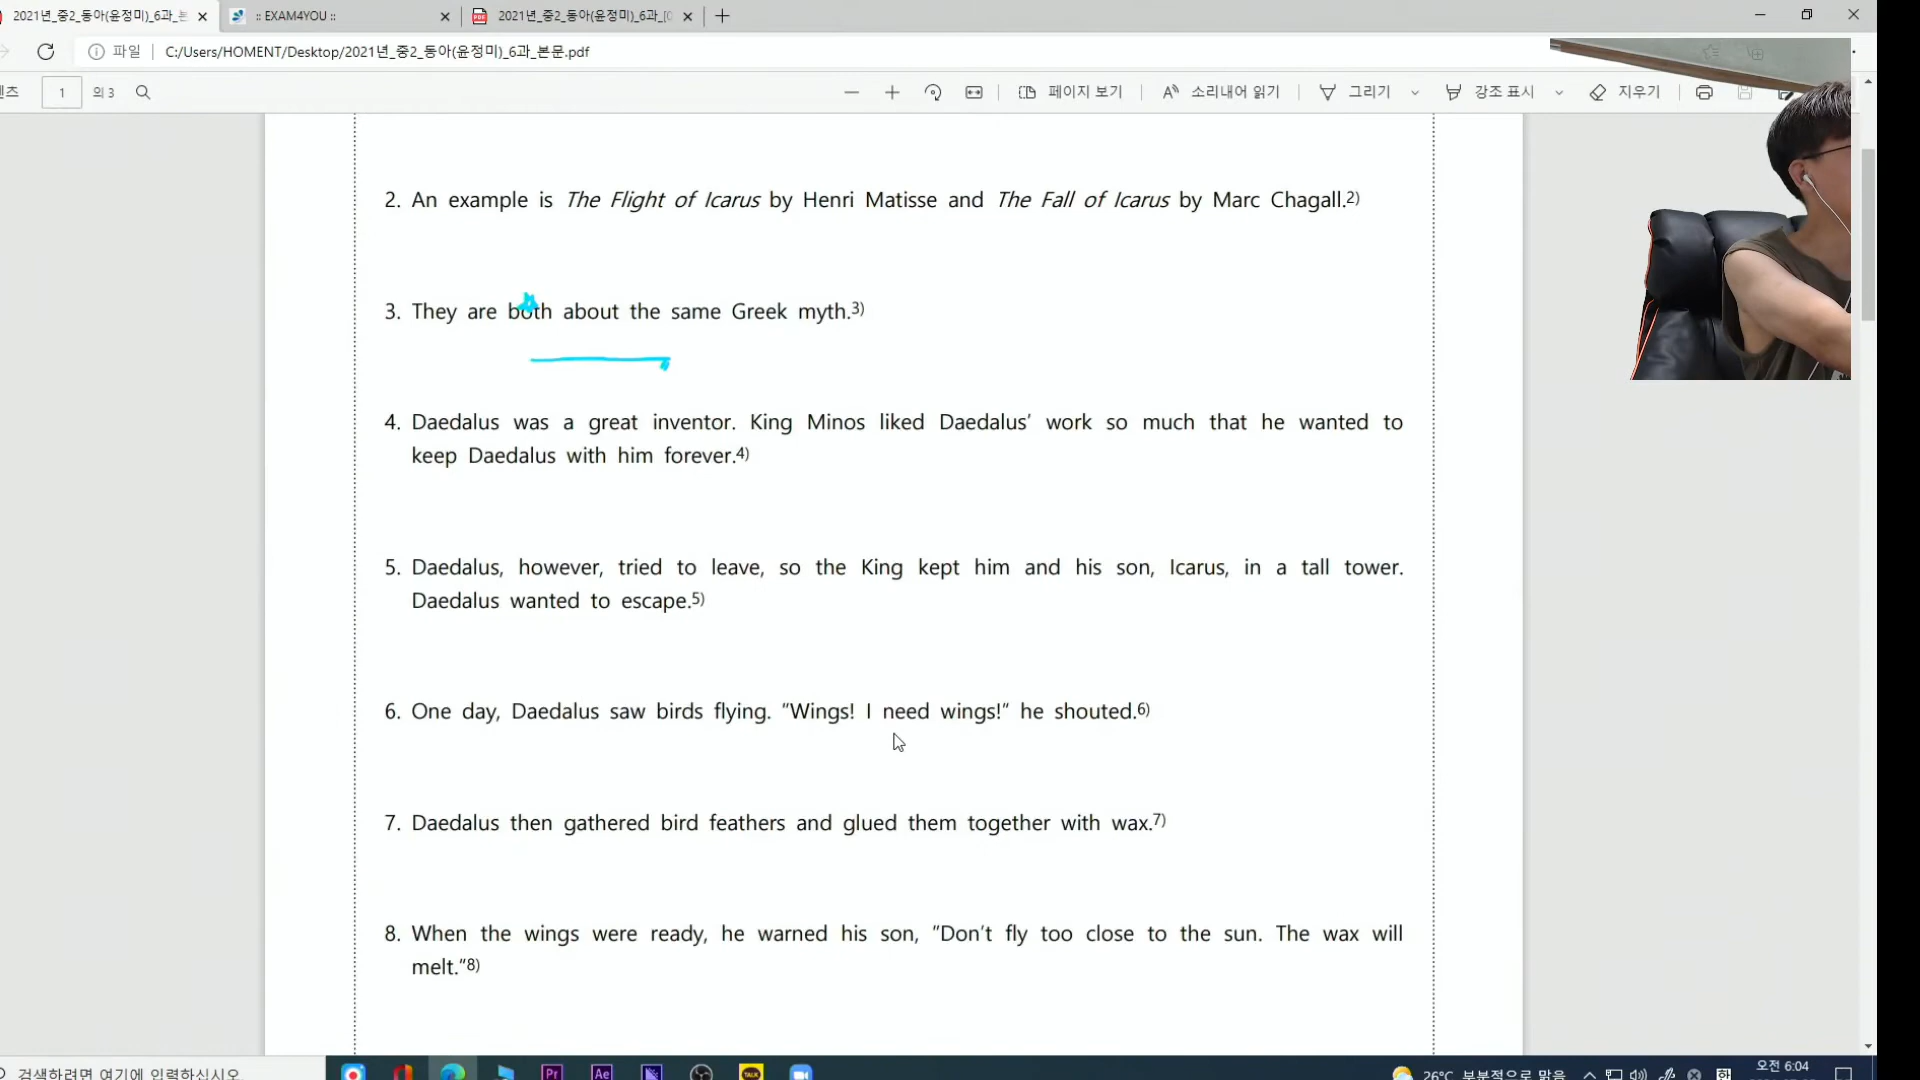 2021년_중2_동아(윤정미)_6과_본
:: EXAM4YOU ::
2021년_중2_동아(윤정미)_6과_[
파일 C:/Users/HOMENT/Desktop/2021년_중2_동아(윤정미)_6과_본문.pdf
1 의 3 페이지 보기 소리내어 읽기 그리기 강조 표시 지우기
2. An example is The Flight of Icarus by Henri Matisse and The Fall of Icarus by Marc Chagall.2)
3. They are both about the same Greek myth.3)
4. Daedalus was a great inventor. King Minos liked Daedalus' work so much that he wanted to
keep Daedalus with him forever.4)
5. Daedalus, however, tried to leave, so the King kept him and his son, Icarus, in a tall tower.
Daedalus wanted to escape.5)
6. One day, Daedalus saw birds flying. "Wings! I need wings!" he shouted.6)
7. Daedalus then gathered bird feathers and glued them together with wax.7)
8. When the wings were ready, he warned his son, "Don't fly too close to the sun. The wax will
melt."8)
검색하려면 여기에 입력하십시오.
Pr Ae TALK
26°C 부분적으로 맑음 한 오전 6:04